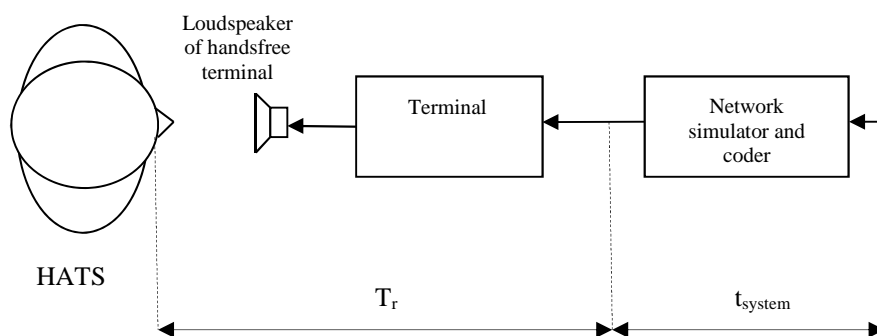 Loudspeaker
of handsfree
terminal
Terminal
Network
simulator and
coder
HATS
Tr
tsystem